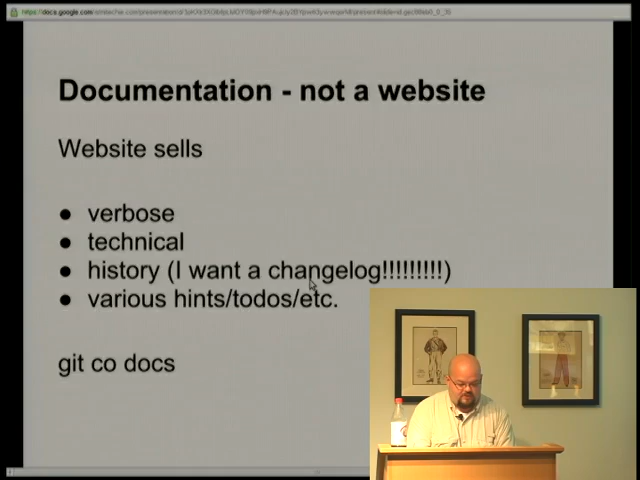 Documentation - not a website
Website sells
● verbose
● technical
● history (I want a changelog!!!!!!!!!)
● various hints/todos/etc.
git co docs